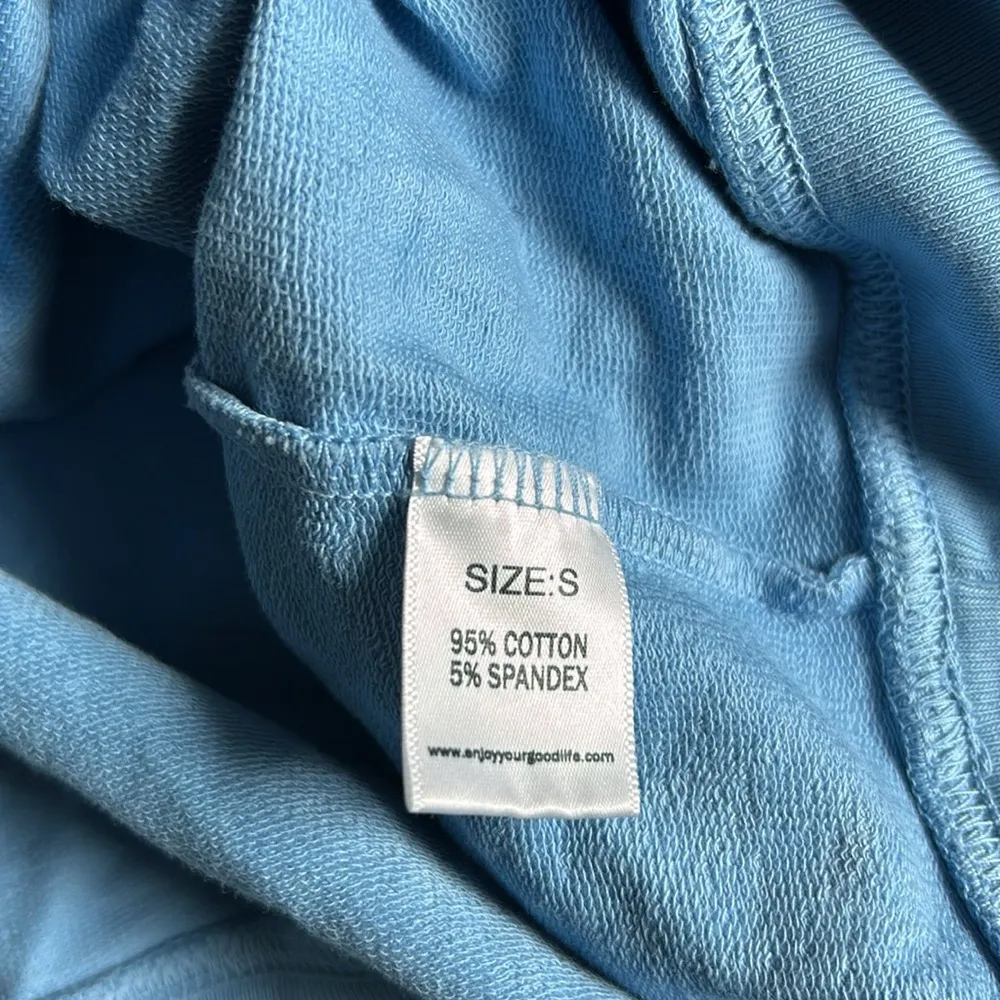 SIZE:S
95% COTTON
5% SPANDEX
www.enjoyyourgoodlife.com